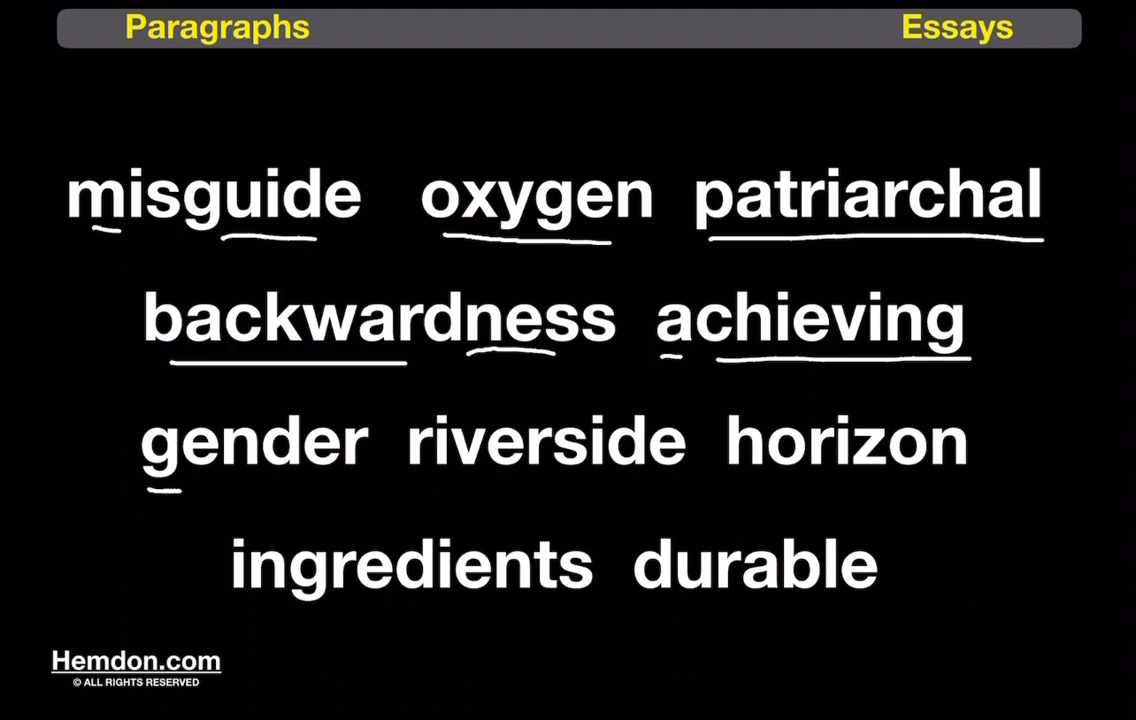 Paragraphs Essays
misguide oxygen patriarchal
backwardness achieving
gender riverside horizon
ingredients durable
Hemdon.com
© ALL RIGHTS RESERVED